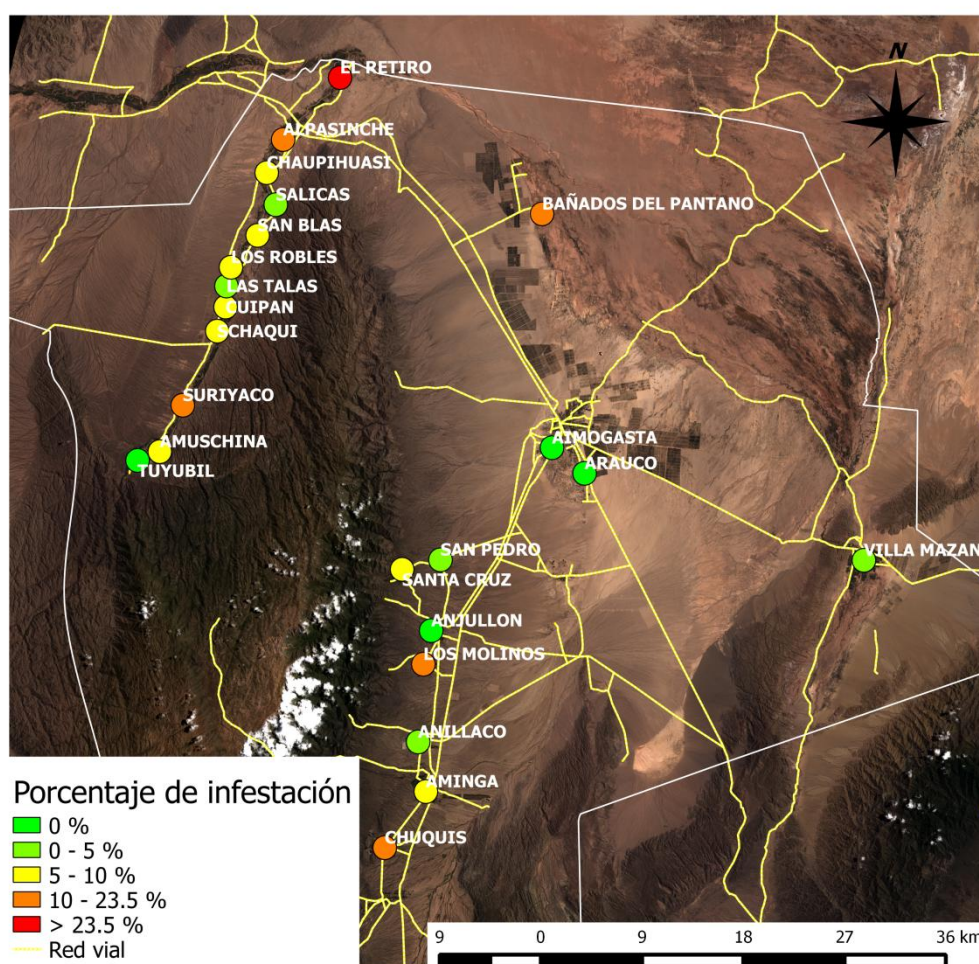 N
EL RETIRO
ALPASINCHE
CHAUPIHUASI
SALICAS
BAÑADOS DEL PANTANO
SAN BLAS
LOS ROBLES
LAS TALAS
CUIPAN
SCHAQUI
SURIYACO
AMUSCHINA
TUYUBIL
AIMOGASTA
ARAUCO
SAN PEDRO
VILLA MAZAN
SANTA CRUZ
ANJULLON
LOS MOLINOS
ANILLACO
AMINGA
CHUQUIS
Porcentaje de infestación
0 %
0 - 5 %
5 - 10 %
10 - 23.5 %
> 23.5 %
Red vial
9 0 9 18 27 36 km